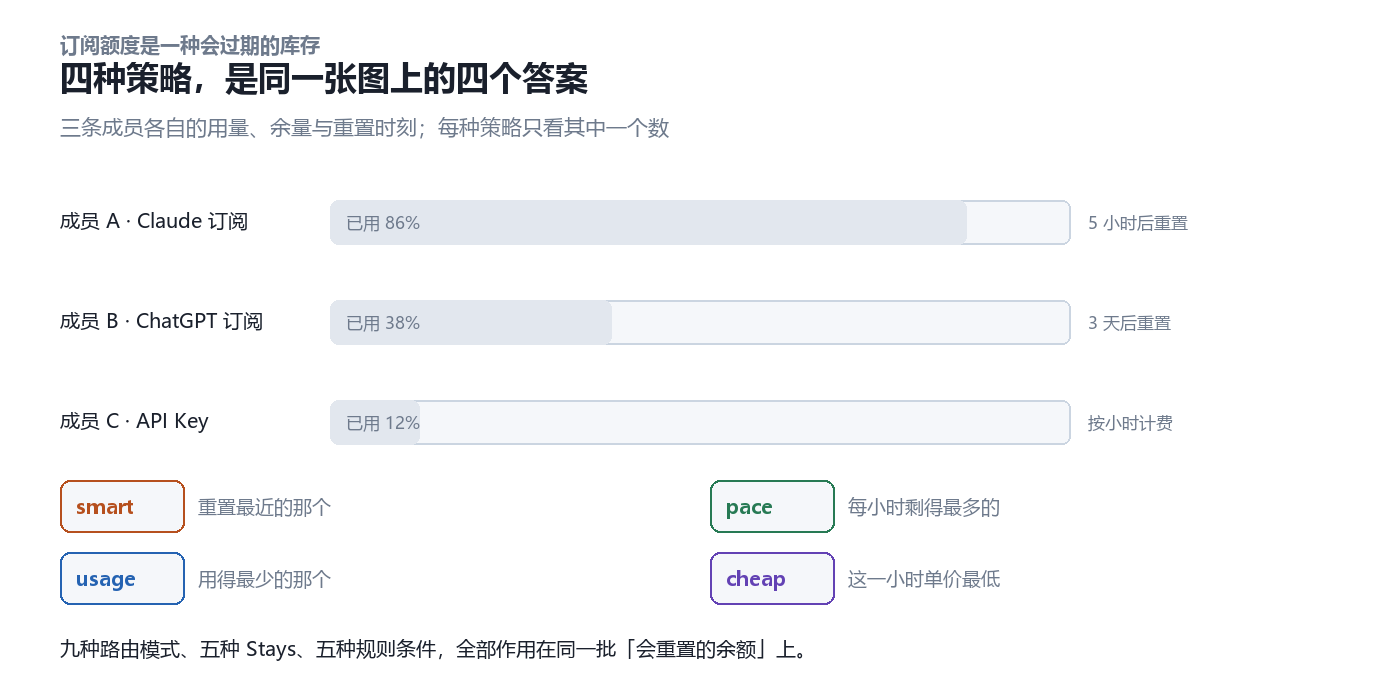 订阅额度是一种会过期的库存
四种策略，是同一张图上的四个答案
三条成员各自的用量、余量与重置时刻；每种策略只看其中一个数
成员 A · Claude 订阅
已用 86%
5 小时后重置
成员 B · ChatGPT 订阅
已用 38%
3 天后重置
成员 C · API Key
已用 12%
按小时计费
smart
重置最近的那个
pace
每小时剩得最多的
usage
用得最少的那个
cheap
这一小时单价最低
九种路由模式、五种 Stays、五种规则条件，全部作用在同一批「会重置的余额」上。